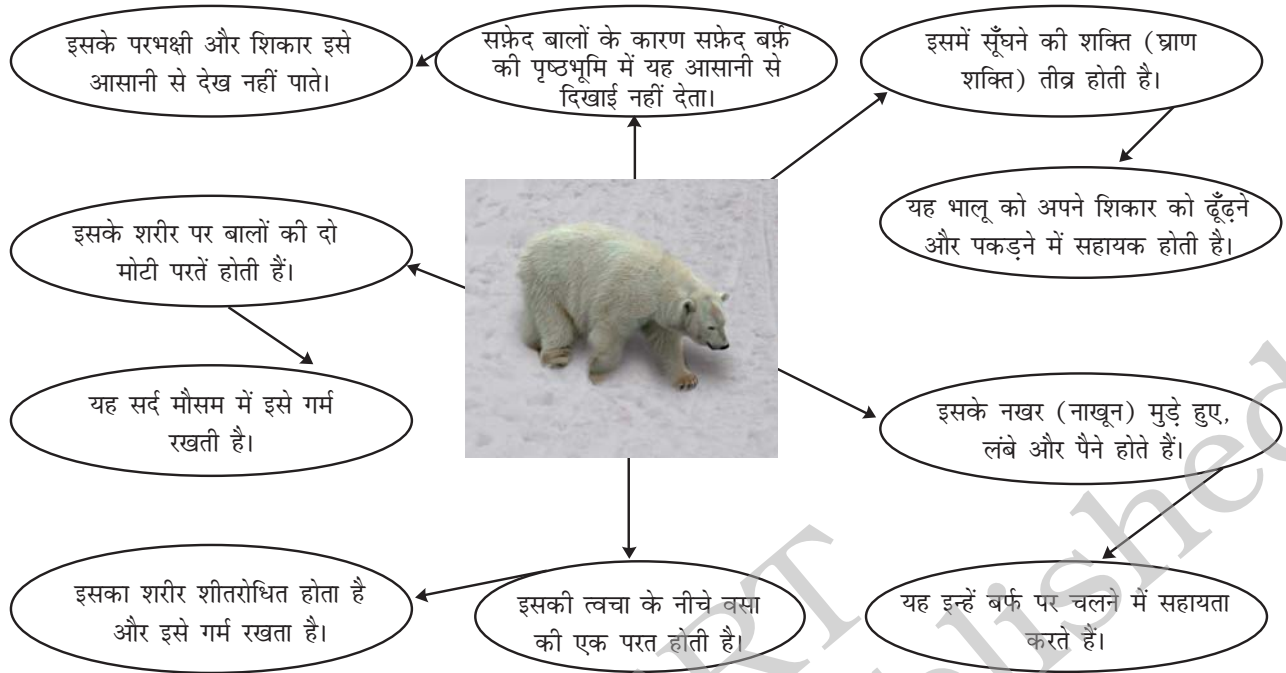 इसके परभक्षी और शिकार इसे
आसानी से देख नहीं पाते।
सफ़ेद बालों के कारण सफ़ेद बर्फ़
की पृष्ठभूमि में यह आसानी से
दिखाई नहीं देता।
इसमें सूँघने की शक्ति (घ्राण
शक्ति) तीव्र होती है।
यह भालू को अपने शिकार को ढूँढ़ने
और पकड़ने में सहायक होती है।
इसके शरीर पर बालों की दो
मोटी परतें होती हैं।
यह सर्द मौसम में इसे गर्म
रखती है।
इसके नखर (नाखून) मुड़े हुए,
लंबे और पैने होते हैं।
इसका शरीर शीतरोधित होता है
और इसे गर्म रखता है।
इसकी त्वचा के नीचे वसा
की एक परत होती है।
यह इन्हें बर्फ पर चलने में सहायता
करते हैं।